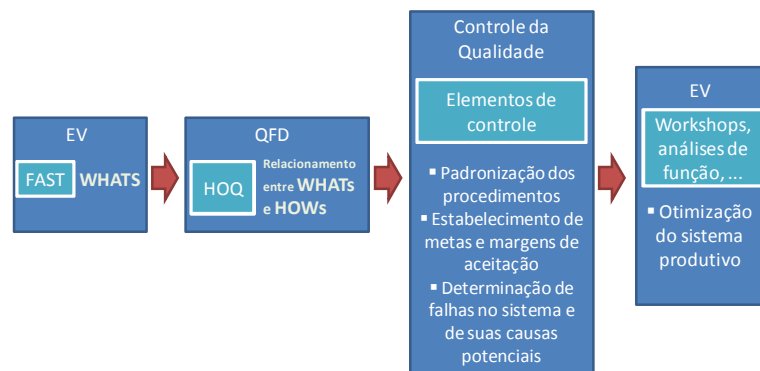 EV
FAST WHATS
QFD
HOQ
Relacionamento
entre WHATs
e HOWs
Controle da
Qualidade
Elementos de
controle
▪ Padronização dos
procedimentos
▪ Estabelecimento de
metas e margens de
aceitação
▪ Determinação de
falhas no sistema e
de suas causas
potenciais
EV
Workshops,
análises de
função, ...
▪ Otimização
do sistema
produtivo